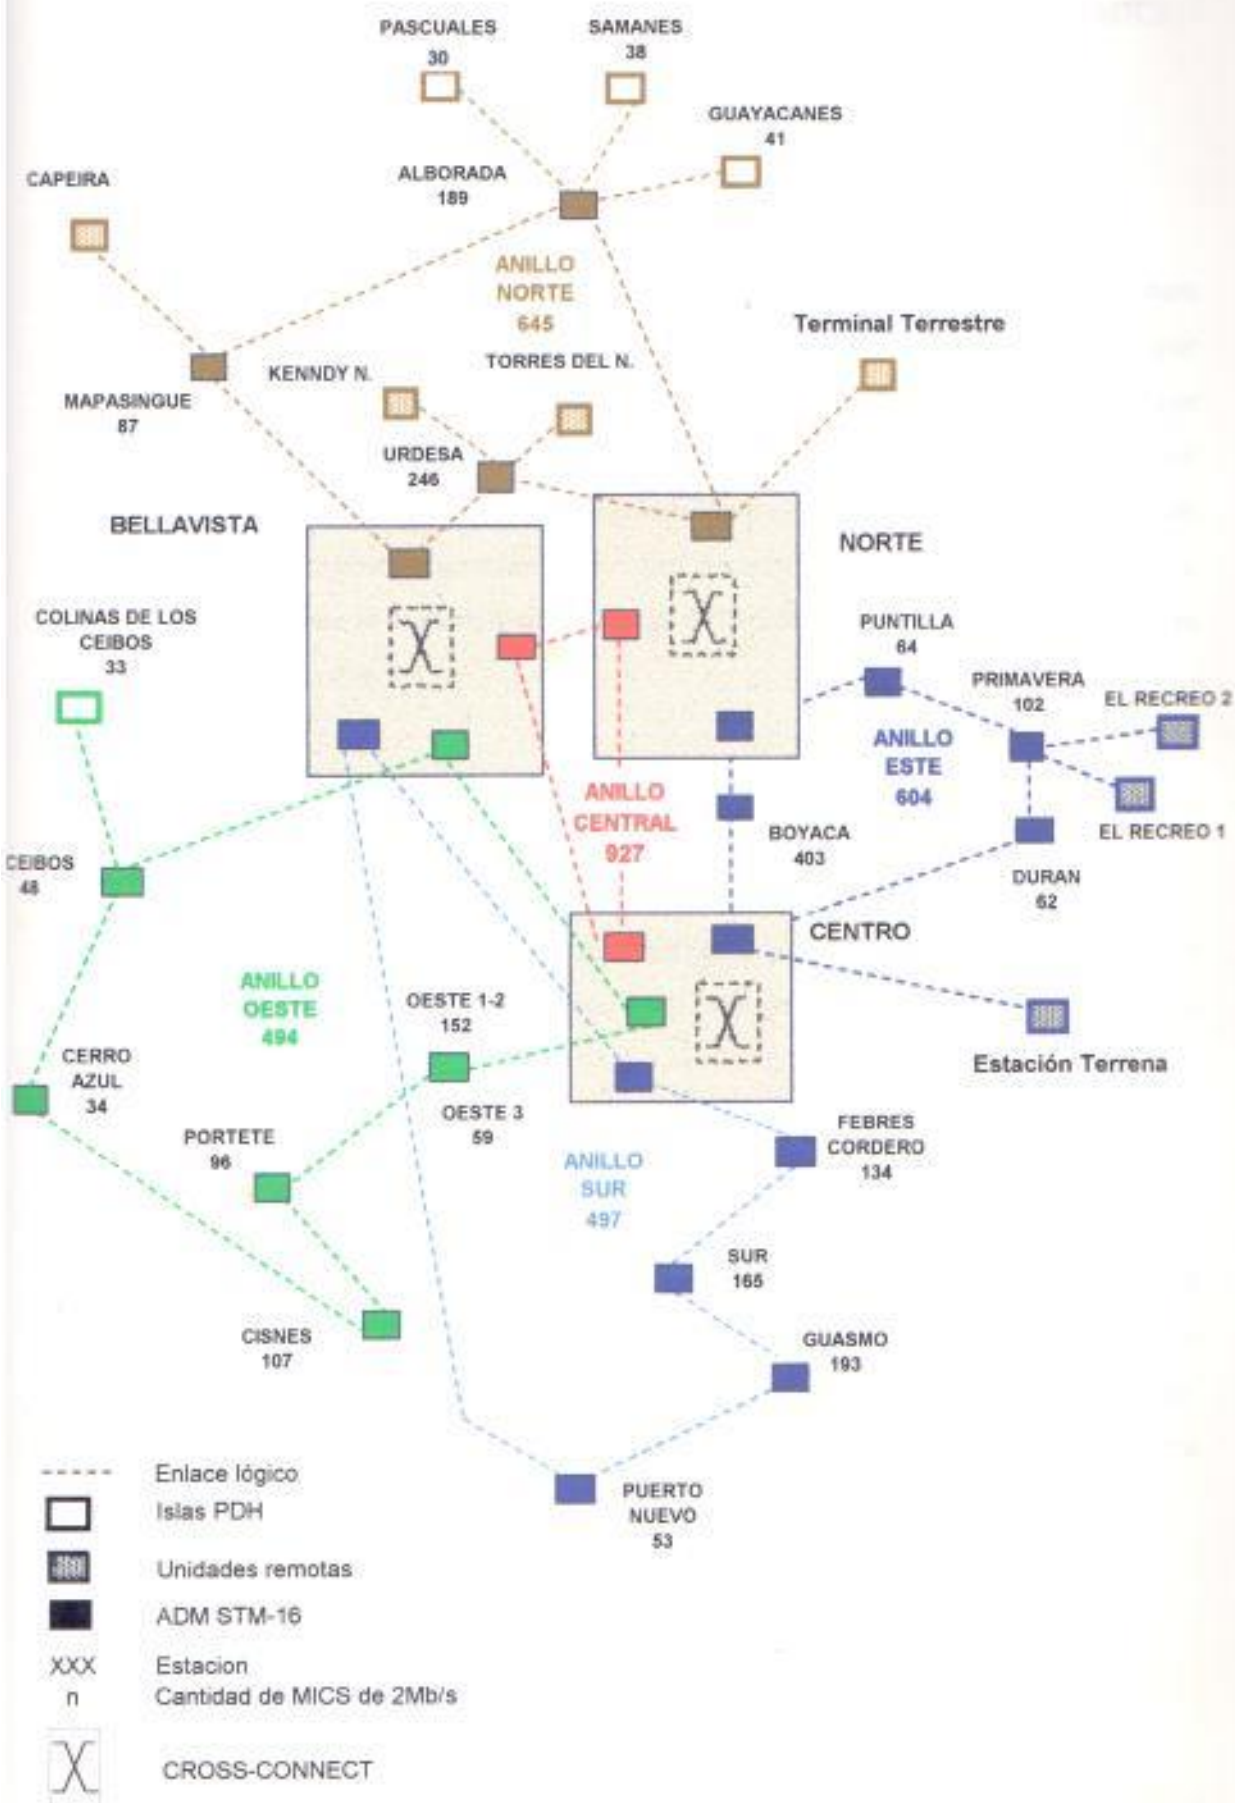 PASCUALES
30
SAMANES
38
GUAYACANES
41
ALBORADA
189
CAPEIRA
ANILLO
NORTE
645
Terminal Terrestre
TORRES DEL N.
KENNDY N.
MAPASINGUE
87
URDESA
246
BELLAVISTA
NORTE
COLINAS DE LOS
CEIBOS
33
PUNTILLA
64
PRIMAVERA
102
EL RECREO 2
ANILLO
ESTE
604
ANILLO
CENTRAL
927
BOYACA
403
EL RECREO 1
CEIBOS
48
DURAN
62
CENTRO
ANILLO
OESTE
494
OESTE 1-2
152
CERRO
AZUL
34
Estación Terrena
OESTE 3
59
PORTETE
96
FEBRES
CORDERO
134
ANILLO
SUR
497
SUR
165
CISNES
107
GUASMO
193
PUERTO
NUEVO
53
Enlace lógico
Islas PDH
Unidades remotas
ADM STM-16
XXX Estacion
n Cantidad de MICS de 2Mb/s
CROSS-CONNECT